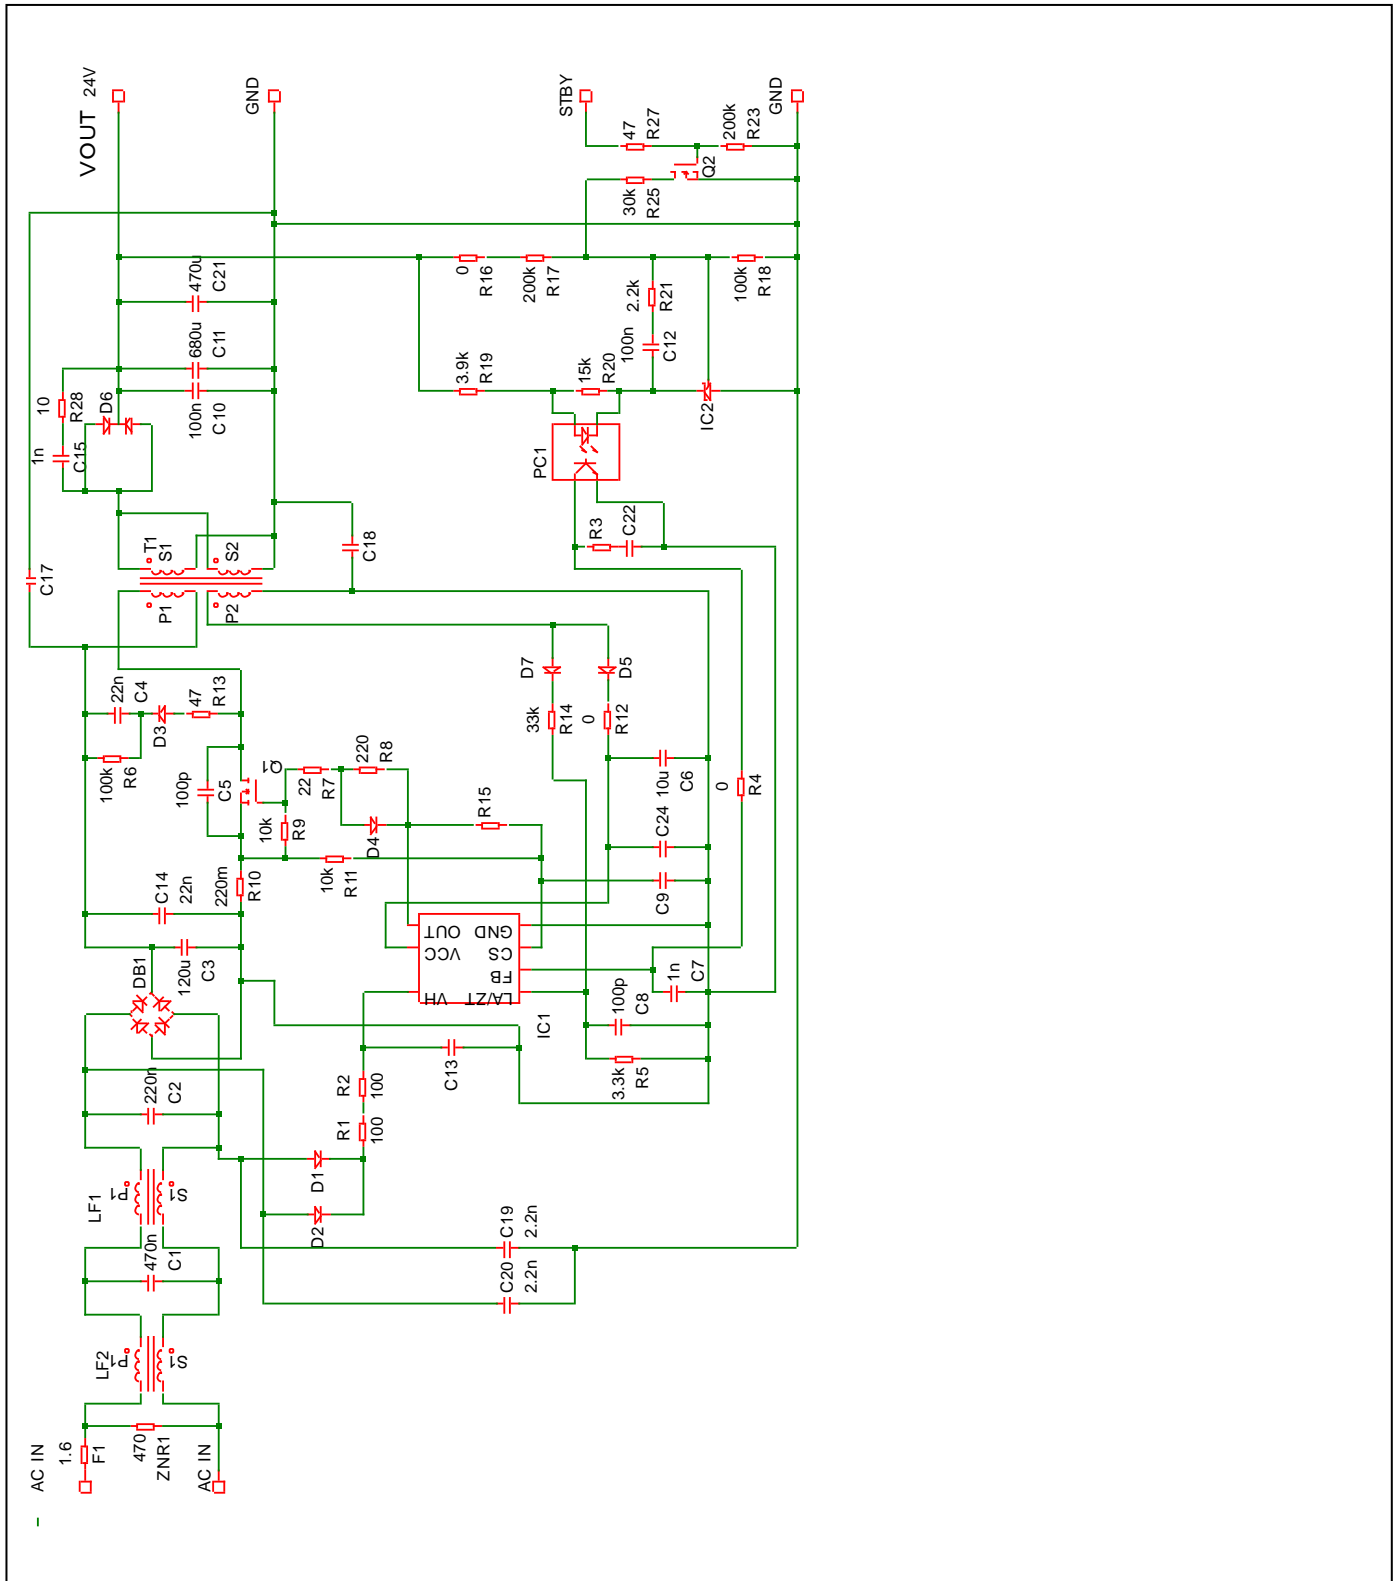 VOUT 24V
GND
STBY
GND
47
R27
200k
R23
Q2
30k
R25
470u
C21
0
R16
200k
R17
2.2k
R21
100k
R18
680u
C11
100n
C10
10
R28
D6
1n
C15
3.9k
R19
15k
R20
100n
C12
IC2
PC1
R3
C22
C17
T1
S1
S2
C18
P1
P2
22n
C4
47
R13
D3
100k
R6
100p
C5
Q1
22
R7
220
R8
10k
R9
D4
R15
10k
R11
D7
33k
R14
D5
0
R12
10u
C6
C24
C9
0
R4
C14
22n
220m
R10
DB1
120u
C3
OUT
GND
VCC
CS
FB
VH
LA/ZT
IC1
1n
C7
100p
C8
3.3k
R5
C13
R2
100
R1
100
220n
C2
D1
D2
LF1
P1
S1
470n
C1
C19
2.2n
C20
2.2n
LF2
P1
S1
AC IN
1.6
F1
470
ZNR1
AC IN